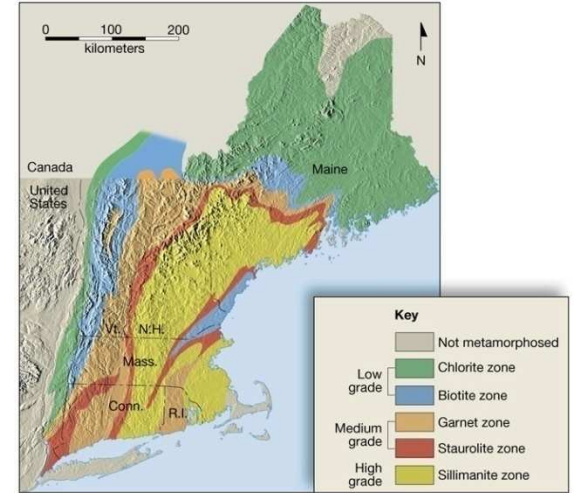 0 100 200
kilometers
N
Canada
United
States
Maine
Vt. N.H.
Mass.
Conn. R.I.
Key
Not metamorphosed
Low
grade
Chlorite zone
Biotite zone
Medium
grade
Garnet zone
Staurolite zone
High
grade
Sillimanite zone